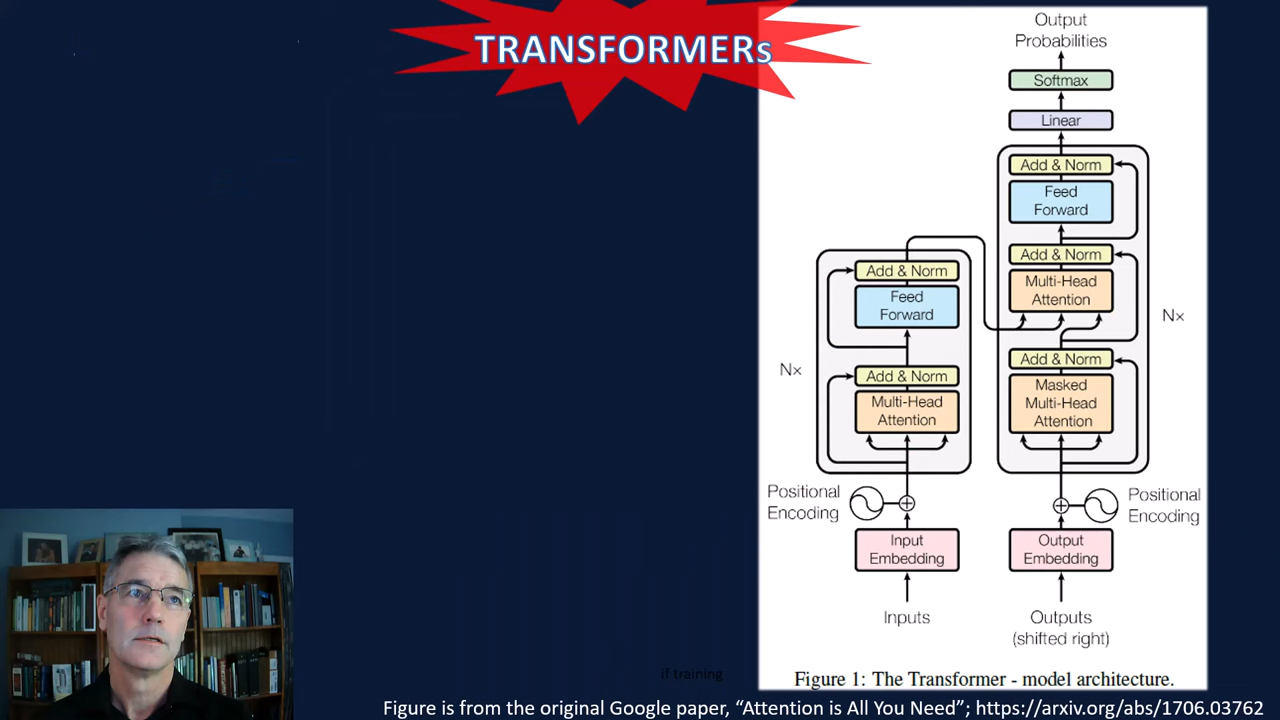 TRANSFORMERs
Output
Probabilities
Softmax
Linear
Add & Norm
Feed
Forward
Add & Norm
Multi-Head
Attention
Nx
Add & Norm
Masked
Multi-Head
Attention
Add & Norm
Feed
Forward
Nx
Add & Norm
Multi-Head
Attention
Positional
Encoding
Positional
Encoding
Input
Embedding
Output
Embedding
Inputs
Outputs
(shifted right)
if training
Figure 1: The Transformer - model architecture.
Figure is from the original Google paper, “Attention is All You Need”; https://arxiv.org/abs/1706.03762